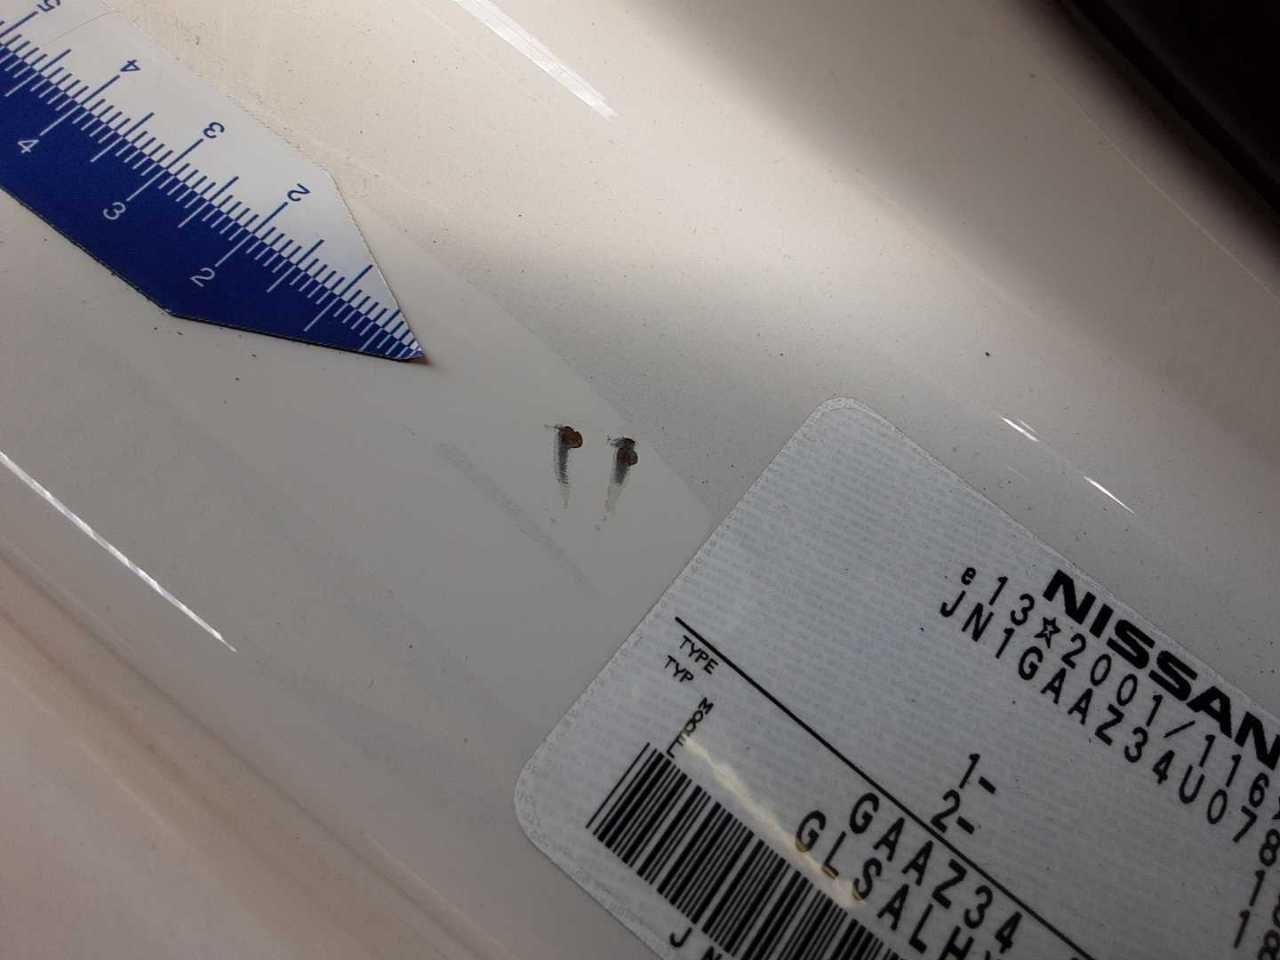 5
4
3
2
4
3
2
NISSAN
e13☆2001/116
JN1GAAZ34U078
TYPE
TYP
1-
2-
GAAZ34
GLSALH